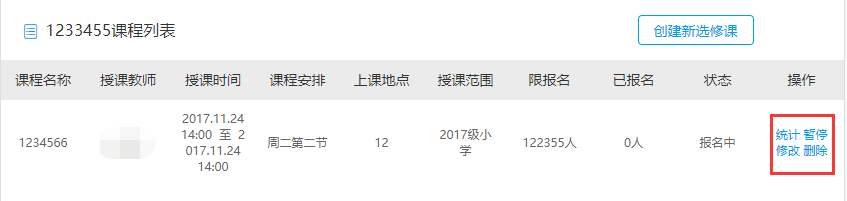 1233455课程列表
创建新选修课
课程名称 授课教师 授课时间 课程安排 上课地点 授课范围 限报名 已报名 状态 操作
1234566
2017.11.24
14:00 至 2
017.11.24
14:00
周二第二节
12
2017级小
学
122355人
0人
报名中
统计 暂停
修改 删除